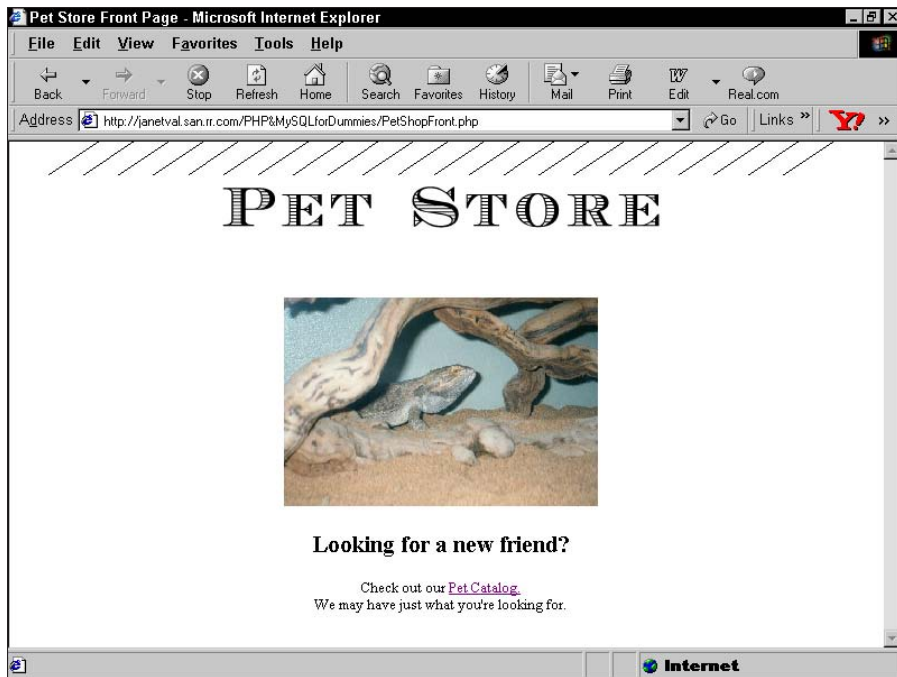 Pet Store Front Page - Microsoft Internet Explorer
File Edit View Favorites Tools Help
Back Forward Stop Refresh Home Search Favorites History Mail Print Edit Real.com
Address http://janetval.san.rr.com/PHP&MySQLforDummies/PetShopFront.php Go Links » Y! »
PET STORE
Looking for a new friend?
Check out our Pet Catalog.
We may have just what you're looking for.
Internet